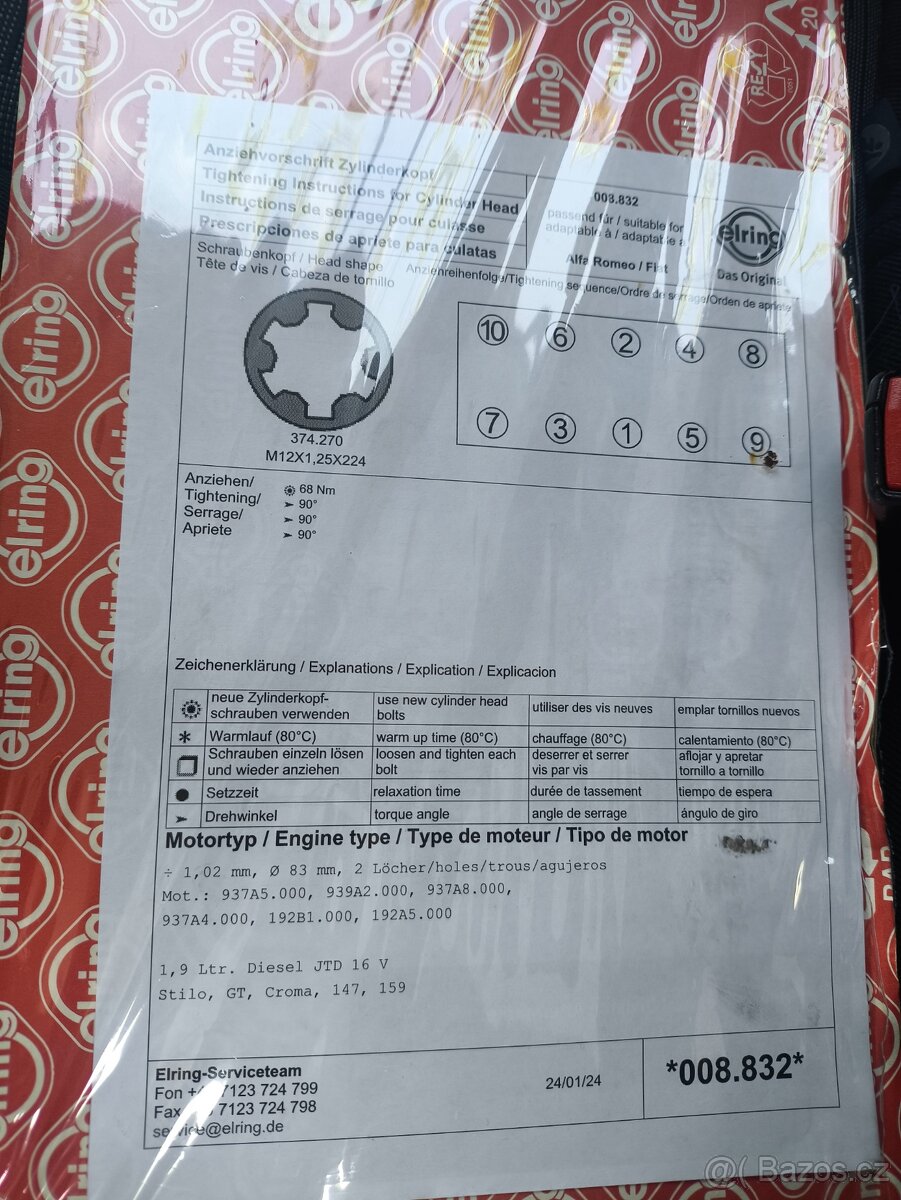 elring
Anziehvorschrift Zylinderkopf
Tightening Instructions for Cylinder Head
Instructions de serrage pour culasse
Prescripciones de apriete para culatas
008.832
passend für / suitable for
adaptable à / adaptable a
Alfa Romeo / Fiat
elring
Das Original
Schraubenkopf / Head shape
Tête de vis / Cabeza de tornillo
Anzienreihenfolge/Tightening sequence/Ordre de serrage/Orden de apriete
10 6 2 4 8
7 3 1 5 9
374.270
M12X1,25X224
Anziehen/
Tightening/
Serrage/
Apriete
68 Nm
➤ 90°
➤ 90°
➤ 90°
Zeichenerklärung / Explanations / Explication / Explicacion
neue Zylinderkopf-
schrauben verwenden
use new cylinder head
bolts
utiliser des vis neuves
emplar tornillos nuevos
* Warmlauf (80°C)
warm up time (80°C)
chauffage (80°C)
calentamiento (80°C)
Schrauben einzeln lösen
und wieder anziehen
loosen and tighten each
bolt
deserrer et serrer
vis par vis
aflojar y apretar
tornillo a tornillo
● Setzzeit
relaxation time
durée de tassement
tiempo de espera
➤ Drehwinkel
torque angle
angle de serrage
ángulo de giro
Motortyp / Engine type / Type de moteur / Tipo de motor
÷ 1,02 mm, Ø 83 mm, 2 Löcher/holes/trous/agujeros
Mot.: 937A5.000, 939A2.000, 937A8.000,
937A4.000, 192B1.000, 192A5.000
1,9 Ltr. Diesel JTD 16 V
Stilo, GT, Croma, 147, 159
Elring-Serviceteam
Fon 7123 724 799
Fax 7123 724 798
service@elring.de
24/01/24
*008.832*
@( Bazos.cz